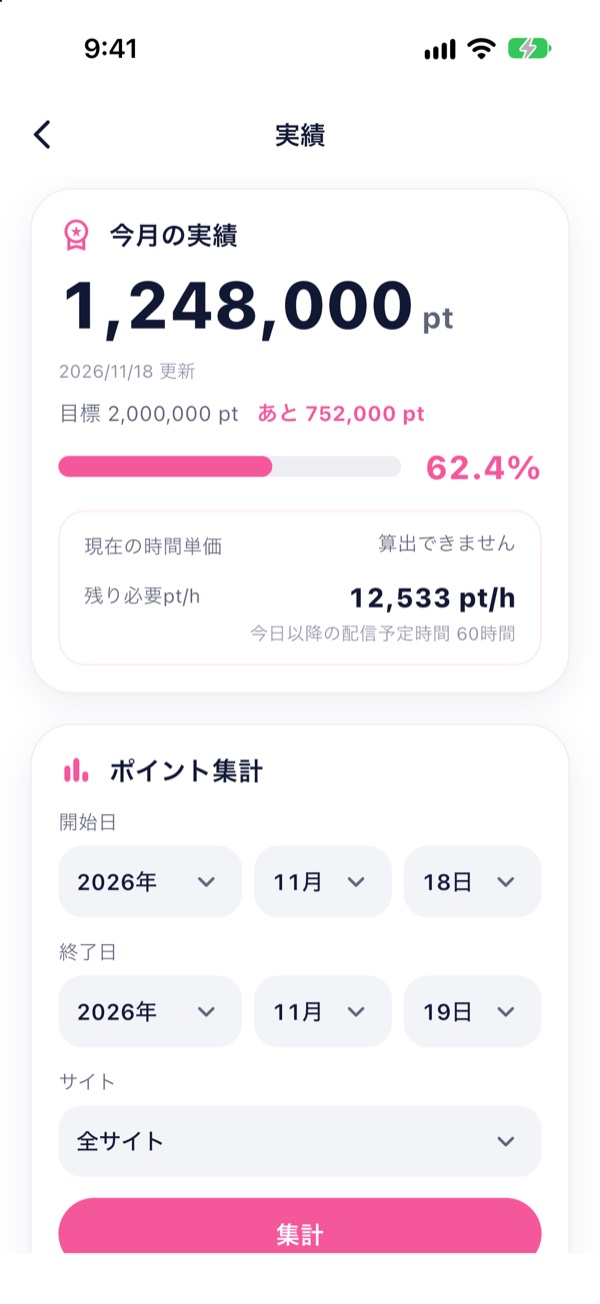 9:41
実績
今月の実績
1,248,000 pt
2026/11/18 更新
目標 2,000,000 pt あと 752,000 pt
62.4%
現在の時間単価 算出できません
残り必要pt/h 12,533 pt/h
今日以降の配信予定時間 60時間
ポイント集計
開始日
2026年 11月 18日
終了日
2026年 11月 19日
サイト
全サイト
集計